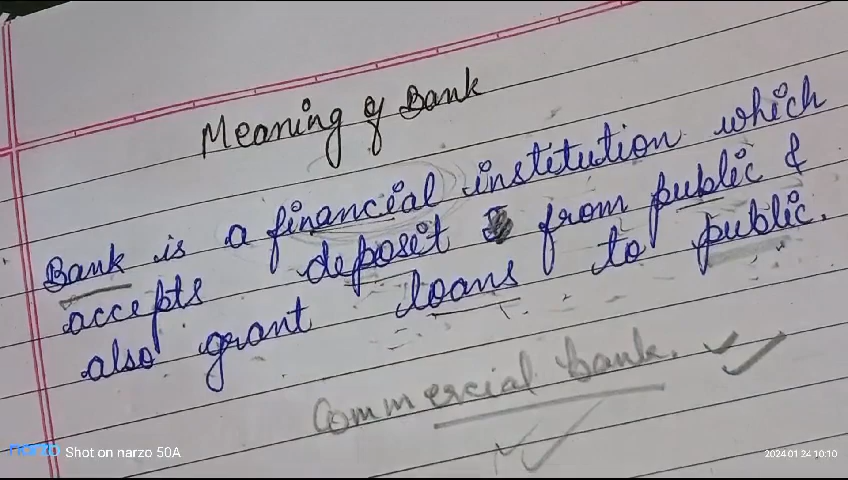 Meaning of Bank
Bank is a financial institution which
accepts deposit from public &
also grant loans to public.
Commercial bank.
narzo Shot on narzo 50A
2024 01 24 10:10